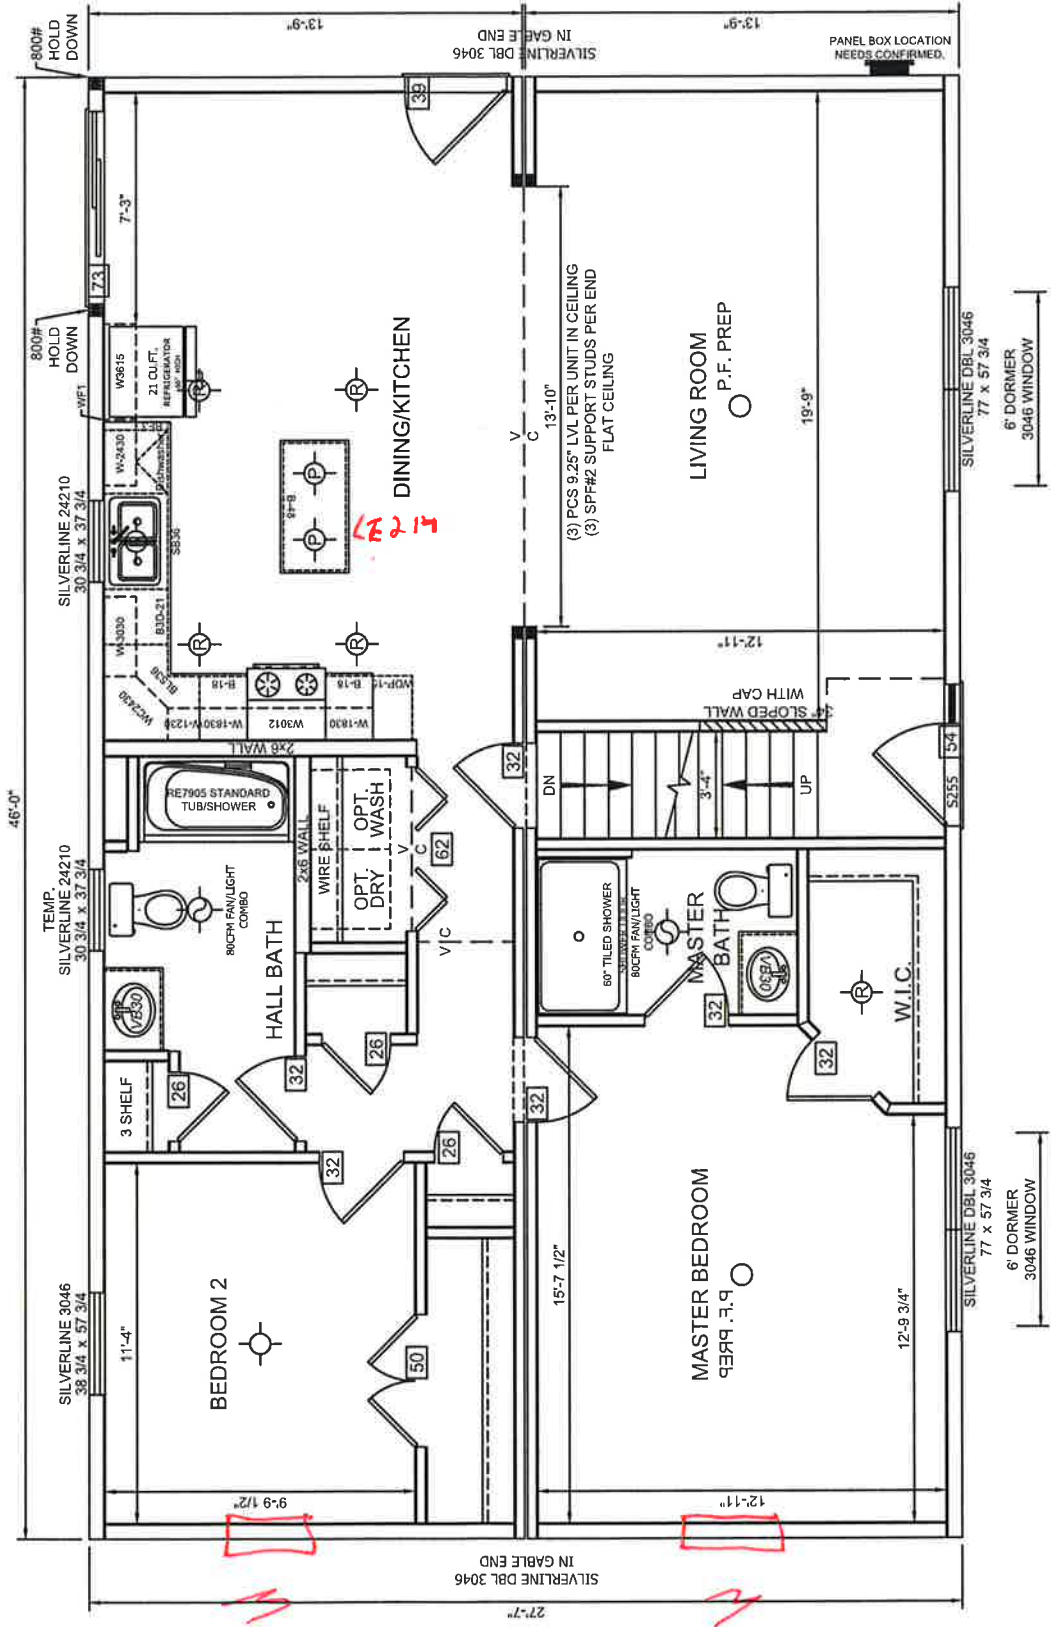 13'-9"
13'-9"
SILVERLINE DBL 3046
IN GABLE END
PANEL BOX LOCATION
NEEDS CONFIRMED.
800#
HOLD
DOWN
46'-0"
7'-3"
39
73
800#
HOLD
DOWN
WF1
W3615
21 CU.FT.
REFRIGERATOR
W-2430
Dishwasher
SILVERLINE 24210
30 3/4 x 37 3/4
SB36
W-3030
B3D-21
BLS36
WC2430
B-18
B-18
W-1230
W-1830
W3012
W-1830
2x6 WALL
R
R
R
R
B-48
P
P
DINING/KITCHEN
V
C
13'-10"
(3) PCS 9.25" LVL PER UNIT IN CEILING
(3) SPF#2 SUPPORT STUDS PER END
FLAT CEILING
LIVING ROOM
P.F. PREP
19'-9"
12'-11"
SILVERLINE DBL 3046
77 x 57 3/4
6' DORMER
3046 WINDOW
SLOPED WALL
WITH CAP
54
S255
DN
UP
3'-4"
32
RE7905 STANDARD
TUB/SHOWER
2x6 WALL
WIRE SHELF
OPT.
DRY
OPT.
WASH
V
C
62
V
C
TEMP.
SILVERLINE 24210
30 3/4 x 37 3/4
80CFM FAN/LIGHT
COMBO
HALL BATH
VB30
26
32
26
3 SHELF
60" TILED SHOWER
80CFM FAN/LIGHT
COMBO
MASTER
BATH
VB30
32
R
W.I.C.
32
32
26
32
BEDROOM 2
11'-4"
9'-9 1/2"
50
SILVERLINE 3046
38 3/4 x 57 3/4
MASTER BEDROOM
P.F. PREP
15'-7 1/2"
12'-9 3/4"
12'-11"
SILVERLINE DBL 3046
77 x 57 3/4
6' DORMER
3046 WINDOW
SILVERLINE DBL 3046
IN GABLE END
27'-7"